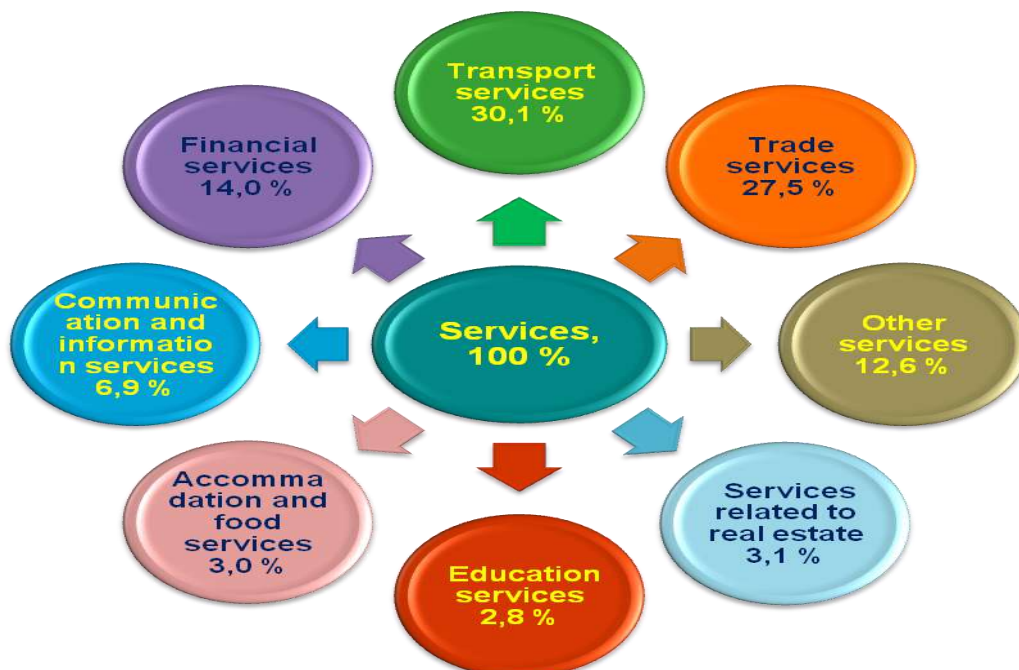 Transport
services
30,1 %
Financial
services
14,0 %
Trade
services
27,5 %
Communic
ation and
informatio
n services
6,9 %
Services,
100 %
Other
services
12,6 %
Accomma
dation and
food
services
3,0 %
Services
related to
real estate
3,1 %
Education
services
2,8 %